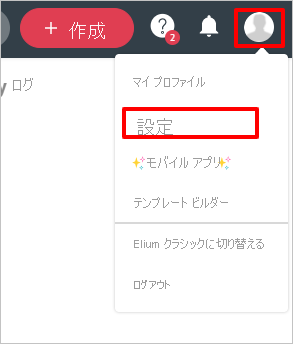 + 作成
2
y ログ
マイ プロファイル
設定
✨モバイル アプリ✨
テンプレート ビルダー
Elium クラシックに切り替える
ログアウト